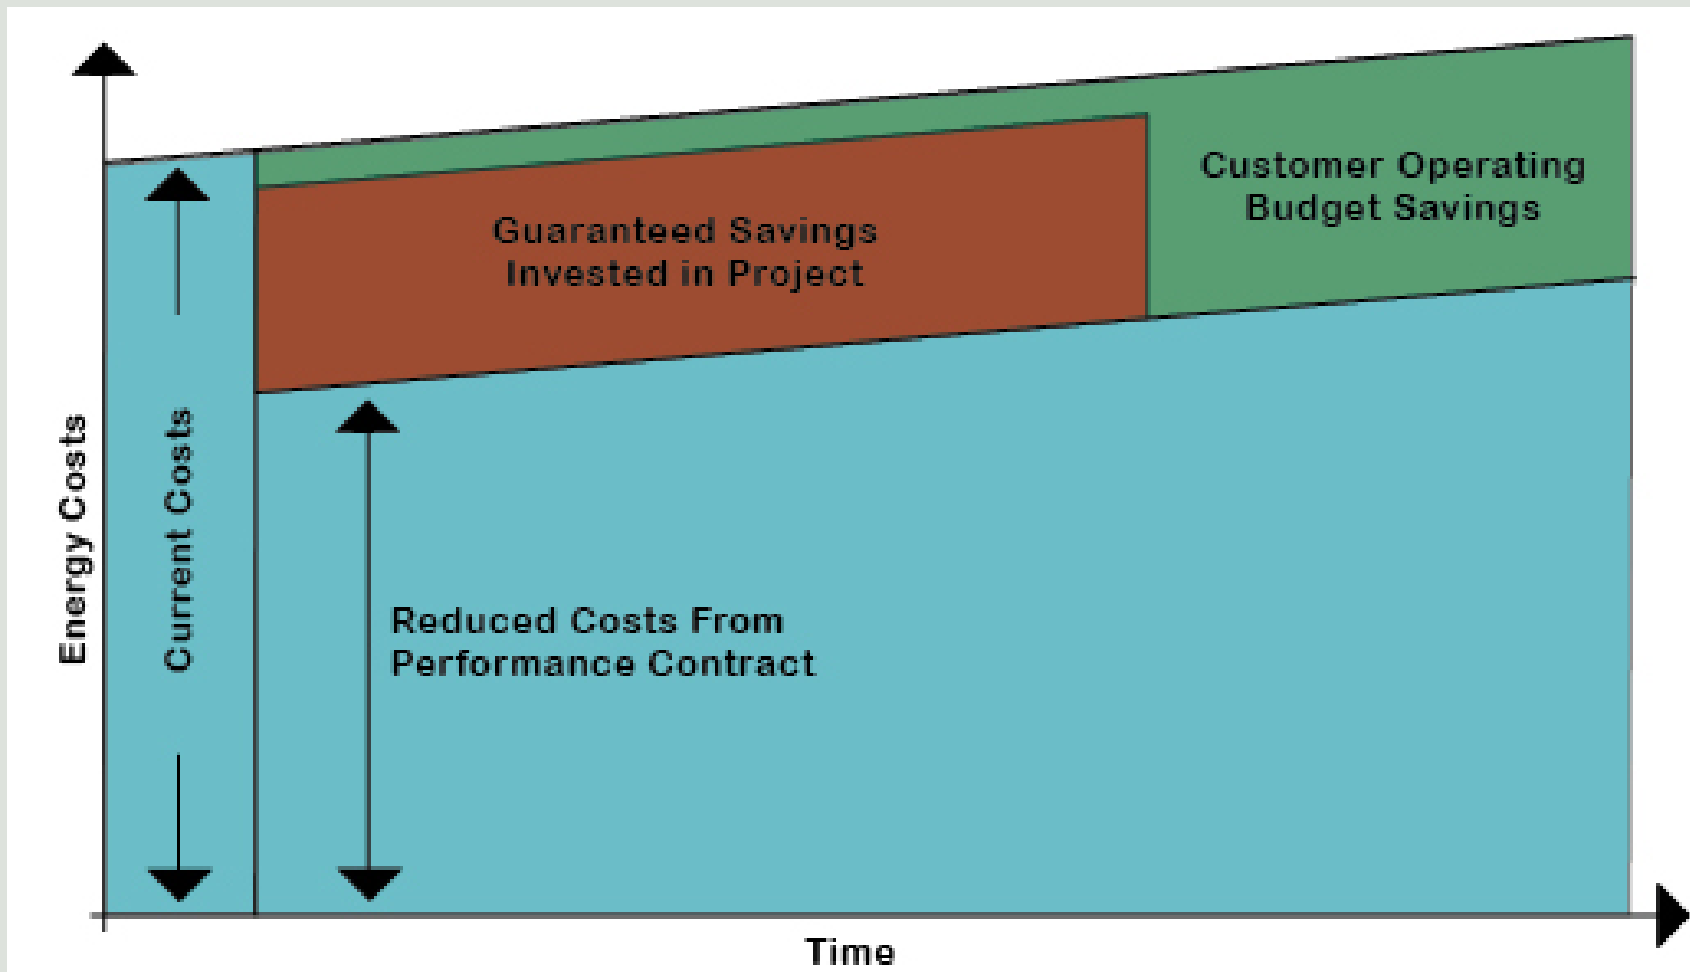 Energy Costs
Current Costs
Guaranteed Savings
Invested in Project
Customer Operating
Budget Savings
Reduced Costs From
Performance Contract
Time